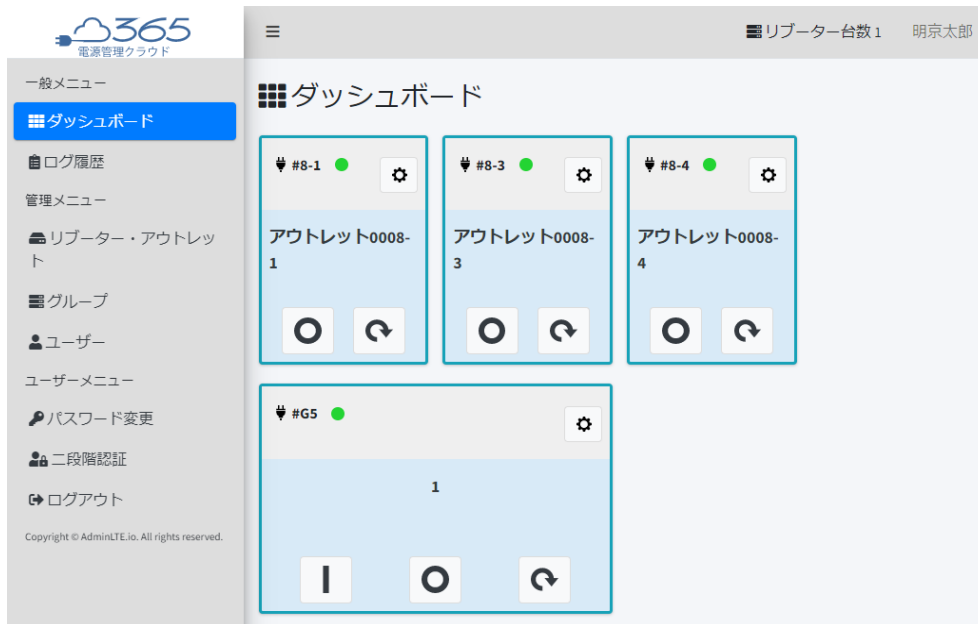 365
電源管理クラウド
リブーター台数 1
明京太郎
一般メニュー
ダッシュボード
ログ履歴
管理メニュー
リブーター・アウトレッ
ト
グループ
ユーザー
ユーザーメニュー
パスワード変更
二段階認証
ログアウト
Copyright © AdminLTE.io. All rights reserved.
ダッシュボード
#8-1
アウトレット0008-
1
#8-3
アウトレット0008-
3
#8-4
アウトレット0008-
4
#G5
1